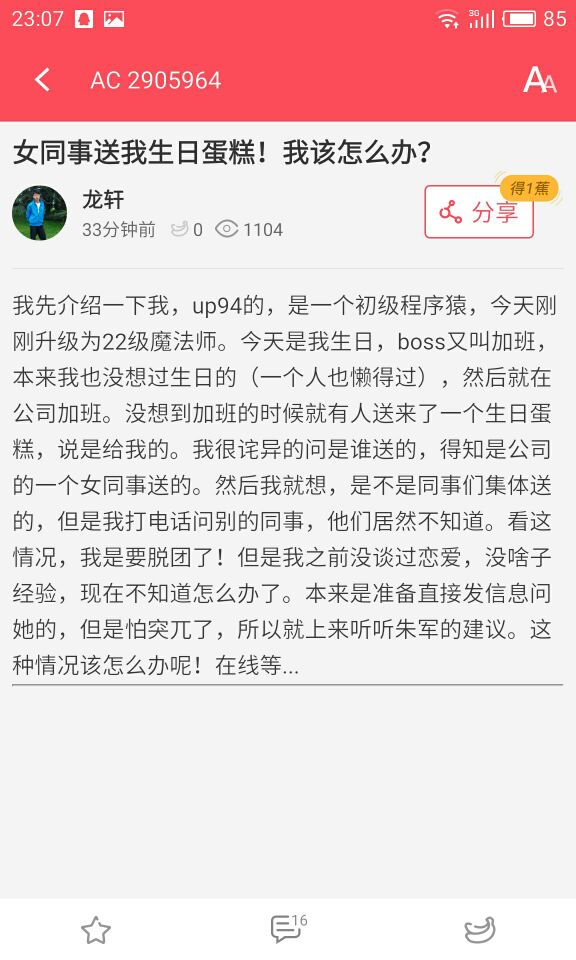 23:07
3G
85
AC 2905964
AA
女同事送我生日蛋糕！我该怎么办？
龙轩
得1蕉
分享
33分钟前 0 1104
我先介绍一下我，up94的，是一个初级程序猿，今天刚
刚升级为22级魔法师。今天是我生日，boss又叫加班，
本来我也没想过生日的（一个人也懒得过），然后就在
公司加班。没想到加班的时候就有人送来了一个生日蛋
糕，说是给我的。我很诧异的问是谁送的，得知是公司
的一个女同事送的。然后我就想，是不是同事们集体送
的，但是我打电话问别的同事，他们居然不知道。看这
情况，我是要脱团了！但是我之前没谈过恋爱，没啥子
经验，现在不知道怎么办了。本来是准备直接发信息问
她的，但是怕突兀了，所以就上来听听朱军的建议。这
种情况该怎么办呢！在线等...
16